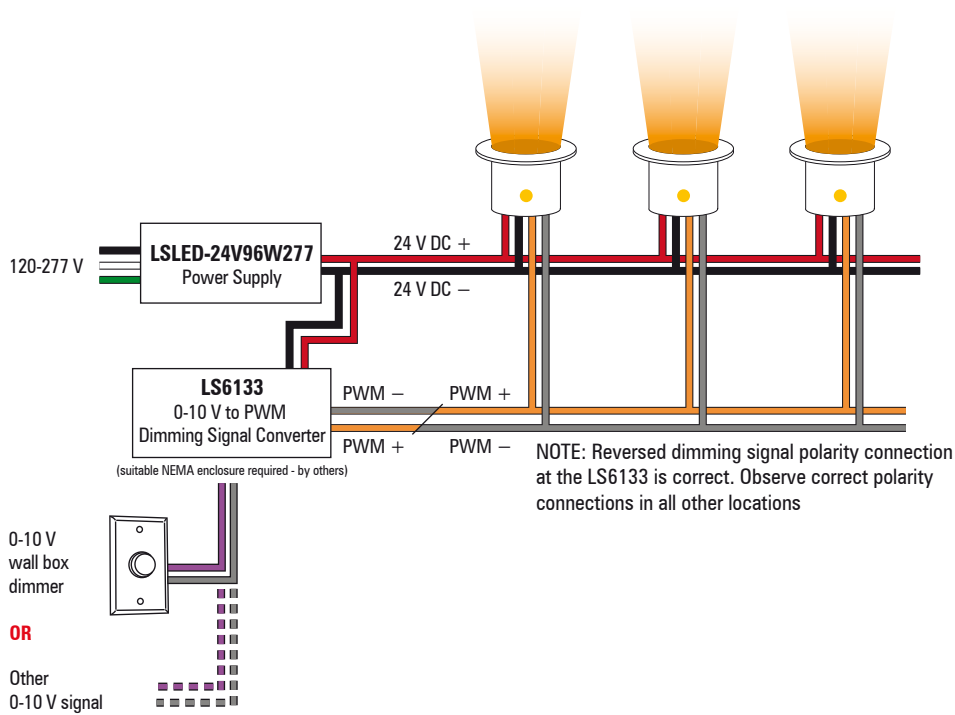 120-277 V
LSLED-24V96W277
Power Supply
24 V DC +
24 V DC −
LS6133
0-10 V to PWM
Dimming Signal Converter
(suitable NEMA enclosure required - by others)
PWM −
PWM +
PWM +
PWM −
NOTE: Reversed dimming signal polarity connection
at the LS6133 is correct. Observe correct polarity
connections in all other locations
0-10 V
wall box
dimmer
OR
Other
0-10 V signal